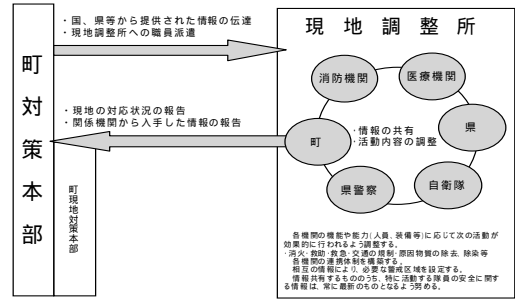 ・国、県等から提供された情報の伝達
・現地調整所への職員派遣
町対策本部
・現地の対応状況の報告
・関係機関から入手した情報の報告
町現地対策本部
現地調整所
消防機関
医療機関
町
・情報の共有
・活動内容の調整
県
県警察
自衛隊
各機関の機能や能力(人員、装備等)に応じて次の活動が
効果的に行われるよう調整する。
・消火・救助・救急・交通の規制・原因物質の除去、除染等
各機関の連携体制を構築する。
相互の情報により、必要な警戒区域を設定する。
情報共有するもののうち、特に活動する隊員の安全に関す
る情報は、常に最新のものとなるよう努める。